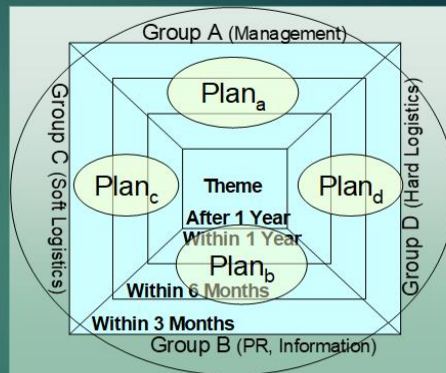 Group A (Management)
Group C (Soft Logistics)
Group D (Hard Logistics)
Plana
Planc
Theme
Pland
After 1 Year
Within 1 Year
Planb
Within 6 Months
Within 3 Months
Group B (PR, Information)